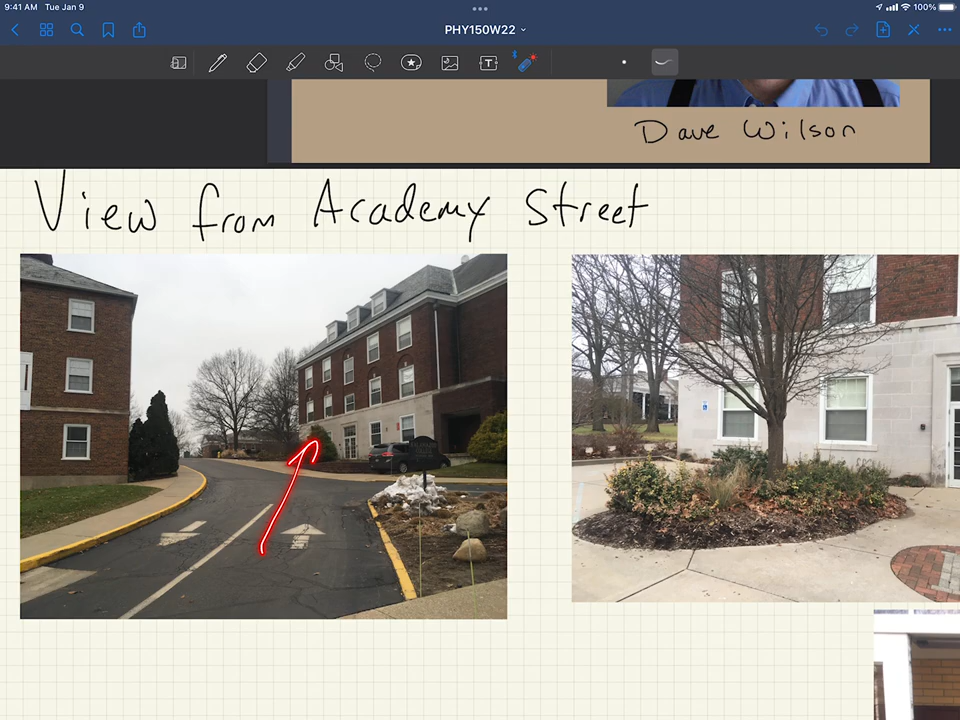 9:41 AM Tue Jan 9
100%
PHY150W22
T
Dave Wilson
View from Academy Street